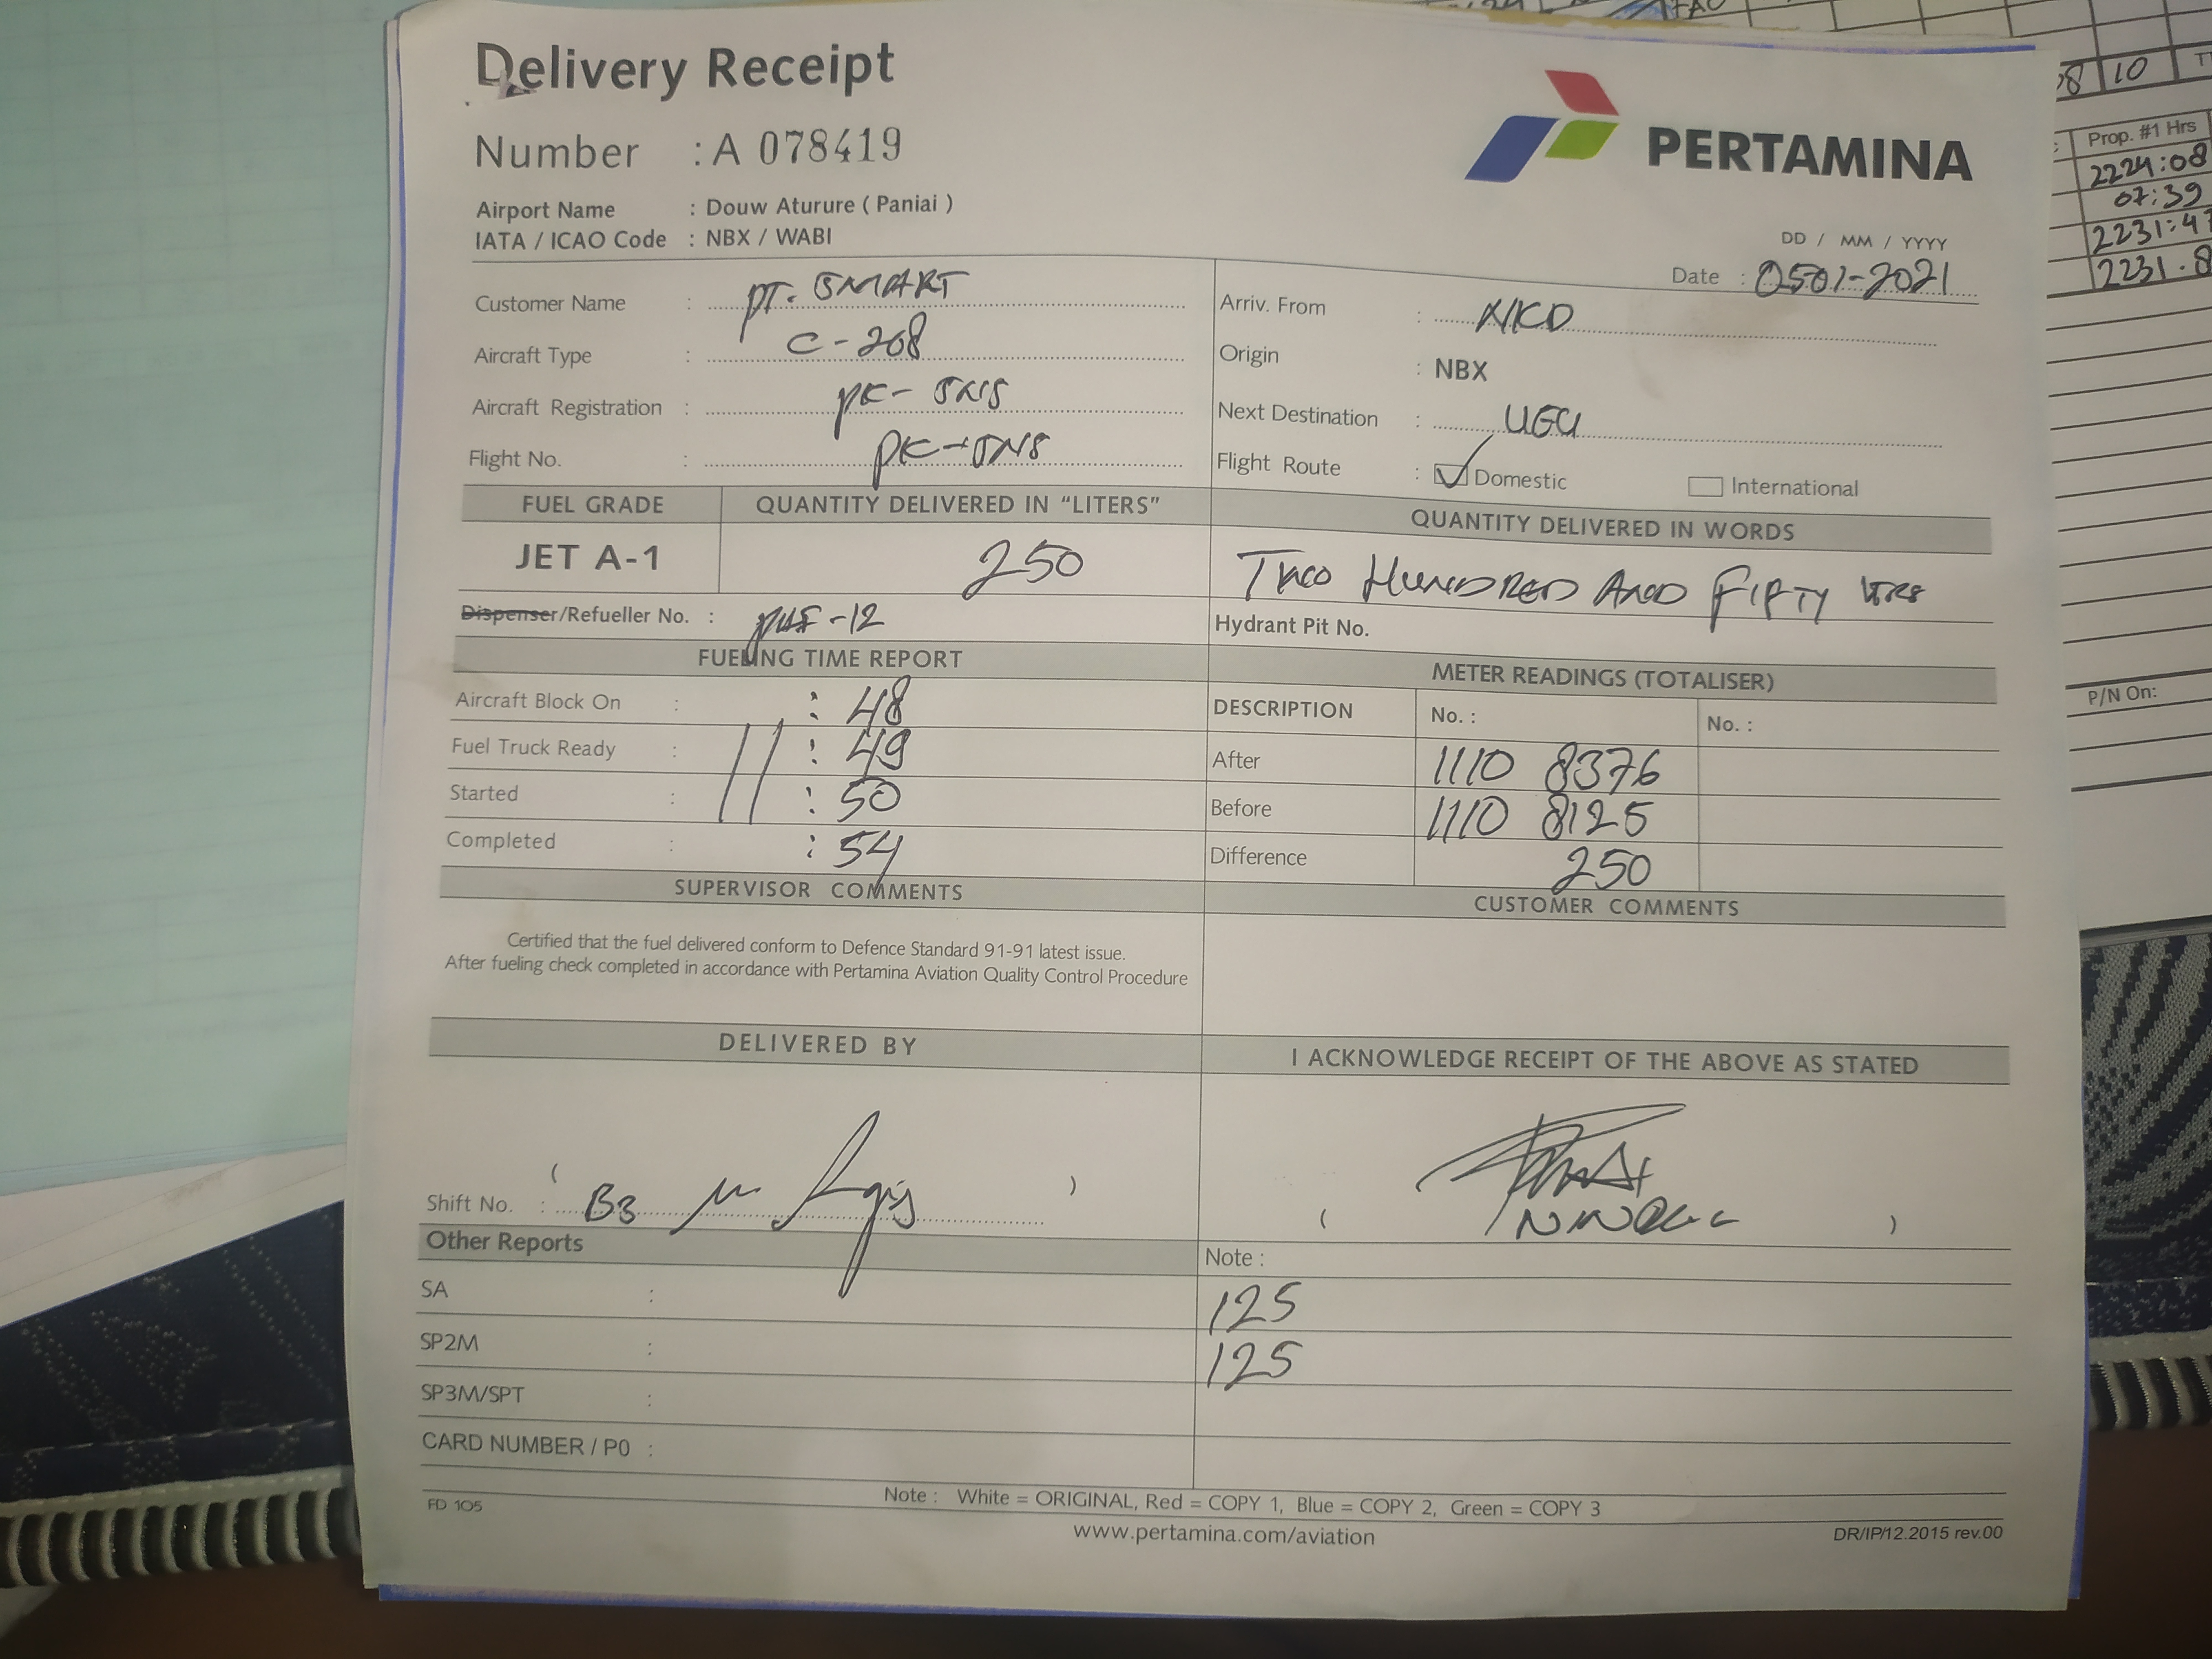 Delivery Receipt
Number : A 078419
PERTAMINA
Airport Name : Douw Aturure ( Paniai )
IATA / ICAO Code : NBX / WABI
DD / MM / YYYY
Date : 0501-2021
Customer Name : PT. SMART
Aircraft Type : C-208
Aircraft Registration : PK-SNS
Flight No. : PK-SNS
Arriv. From :
Origin : NBX
Next Destination : UGU
Flight Route : Domestic International
FUEL GRADE QUANTITY DELIVERED IN “LITERS” QUANTITY DELIVERED IN WORDS
JET A-1 250 Two HUNDRED AND FIFTY LTRS
Dispenser/Refueller No. : -12 Hydrant Pit No.
FUELING TIME REPORT
Aircraft Block On : : 48
Fuel Truck Ready : : 49
Started : : 50
Completed : : 54
METER READINGS (TOTALISER)
DESCRIPTION No. : No. :
After 1110 8376
Before 1110 8125
Difference 250
SUPERVISOR COMMENTS CUSTOMER COMMENTS
Certified that the fuel delivered conform to Defence Standard 91-91 latest issue.
After fueling check completed in accordance with Pertamina Aviation Quality Control Procedure
DELIVERED BY I ACKNOWLEDGE RECEIPT OF THE ABOVE AS STATED
Shift No. : B3
Other Reports Note :
SA : 125
SP2M : 125
SP3M/SPT :
CARD NUMBER / P0 :
Note : White = ORIGINAL, Red = COPY 1, Blue = COPY 2, Green = COPY 3
FD 105
www.pertamina.com/aviation
DR/IP/12.2015 rev.00
10
Prop. #1 Hrs
2224:08
07:39
2231:47
2231.8
P/N On: